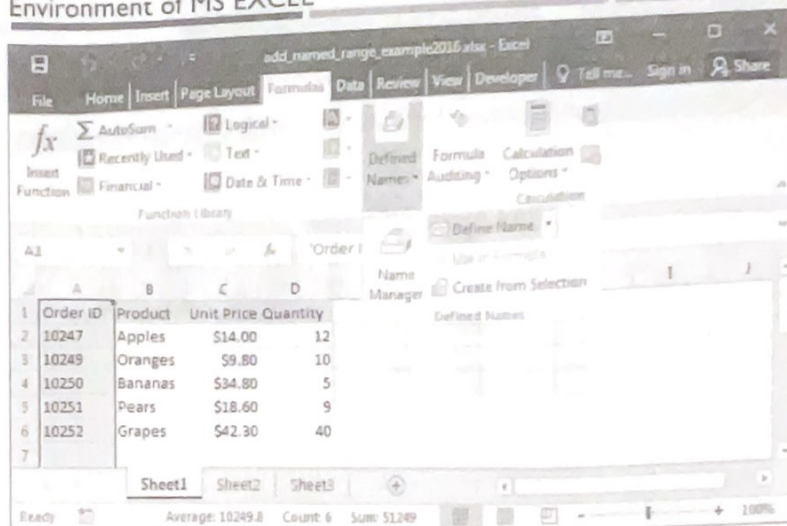 Environment of MS EXCEL
add_named_range_example2016.xlsx - Excel
File Home Insert Page Layout Formulas Data Review View Developer Tell me... Sign in Share
fx
Insert Function
AutoSum
Recently Used
Financial
Logical
Text
Date & Time
Defined Names
Formula Auditing
Calculation Options
Function Library
Calculation
A1 fx 'Order I
Name Manager
Define Name
Use in Formula
Create from Selection
Defined Names
A B C D I J
1 Order ID Product Unit Price Quantity
2 10247 Apples $14.00 12
3 10249 Oranges $9.80 10
4 10250 Bananas $34.80 5
5 10251 Pears $18.60 9
6 10252 Grapes $42.30 40
7
Sheet1 Sheet2 Sheet3
Ready Average: 10249.8 Count: 6 Sum: 51249 100%